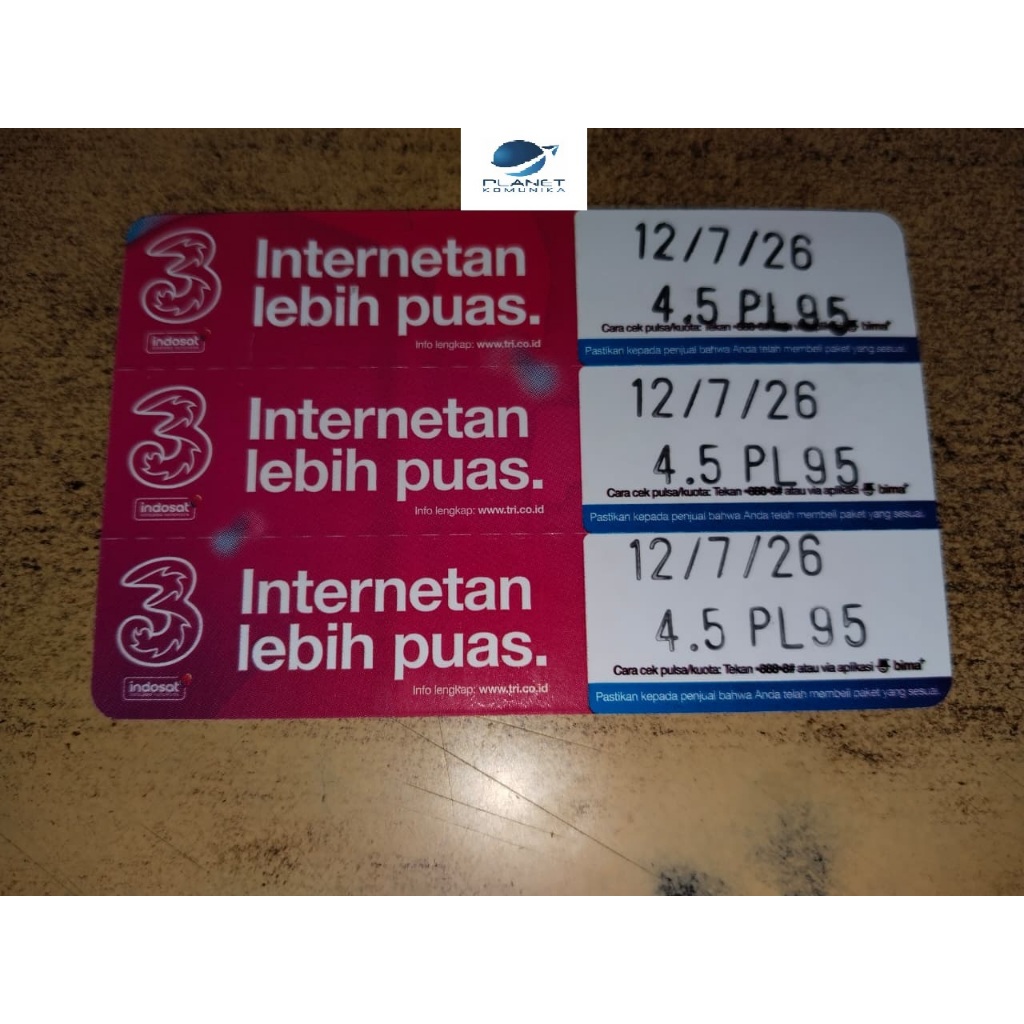 PLANET
KOMUNIKA
3
Internetan
lebih puas.
indosat
Info lengkap: www.tri.co.id
12/7/26
4.5 PL95
Cara cek pulsa/kuota: Tekan bima+
Pastikan kepada penjual bahwa Anda telah membeli paket yang sesuai.
3
Internetan
lebih puas.
indosat
Info lengkap: www.tri.co.id
12/7/26
4.5 PL95
Cara cek pulsa/kuota: Tekan *888*8# atau via aplikasi 3 bima+
Pastikan kepada penjual bahwa Anda telah membeli paket yang sesuai.
3
Internetan
lebih puas.
indosat
Info lengkap: www.tri.co.id
12/7/26
4.5 PL95
Cara cek pulsa/kuota: Tekan *888*8# atau via aplikasi 3 bima+
Pastikan kepada penjual bahwa Anda telah membeli paket yang sesuai.